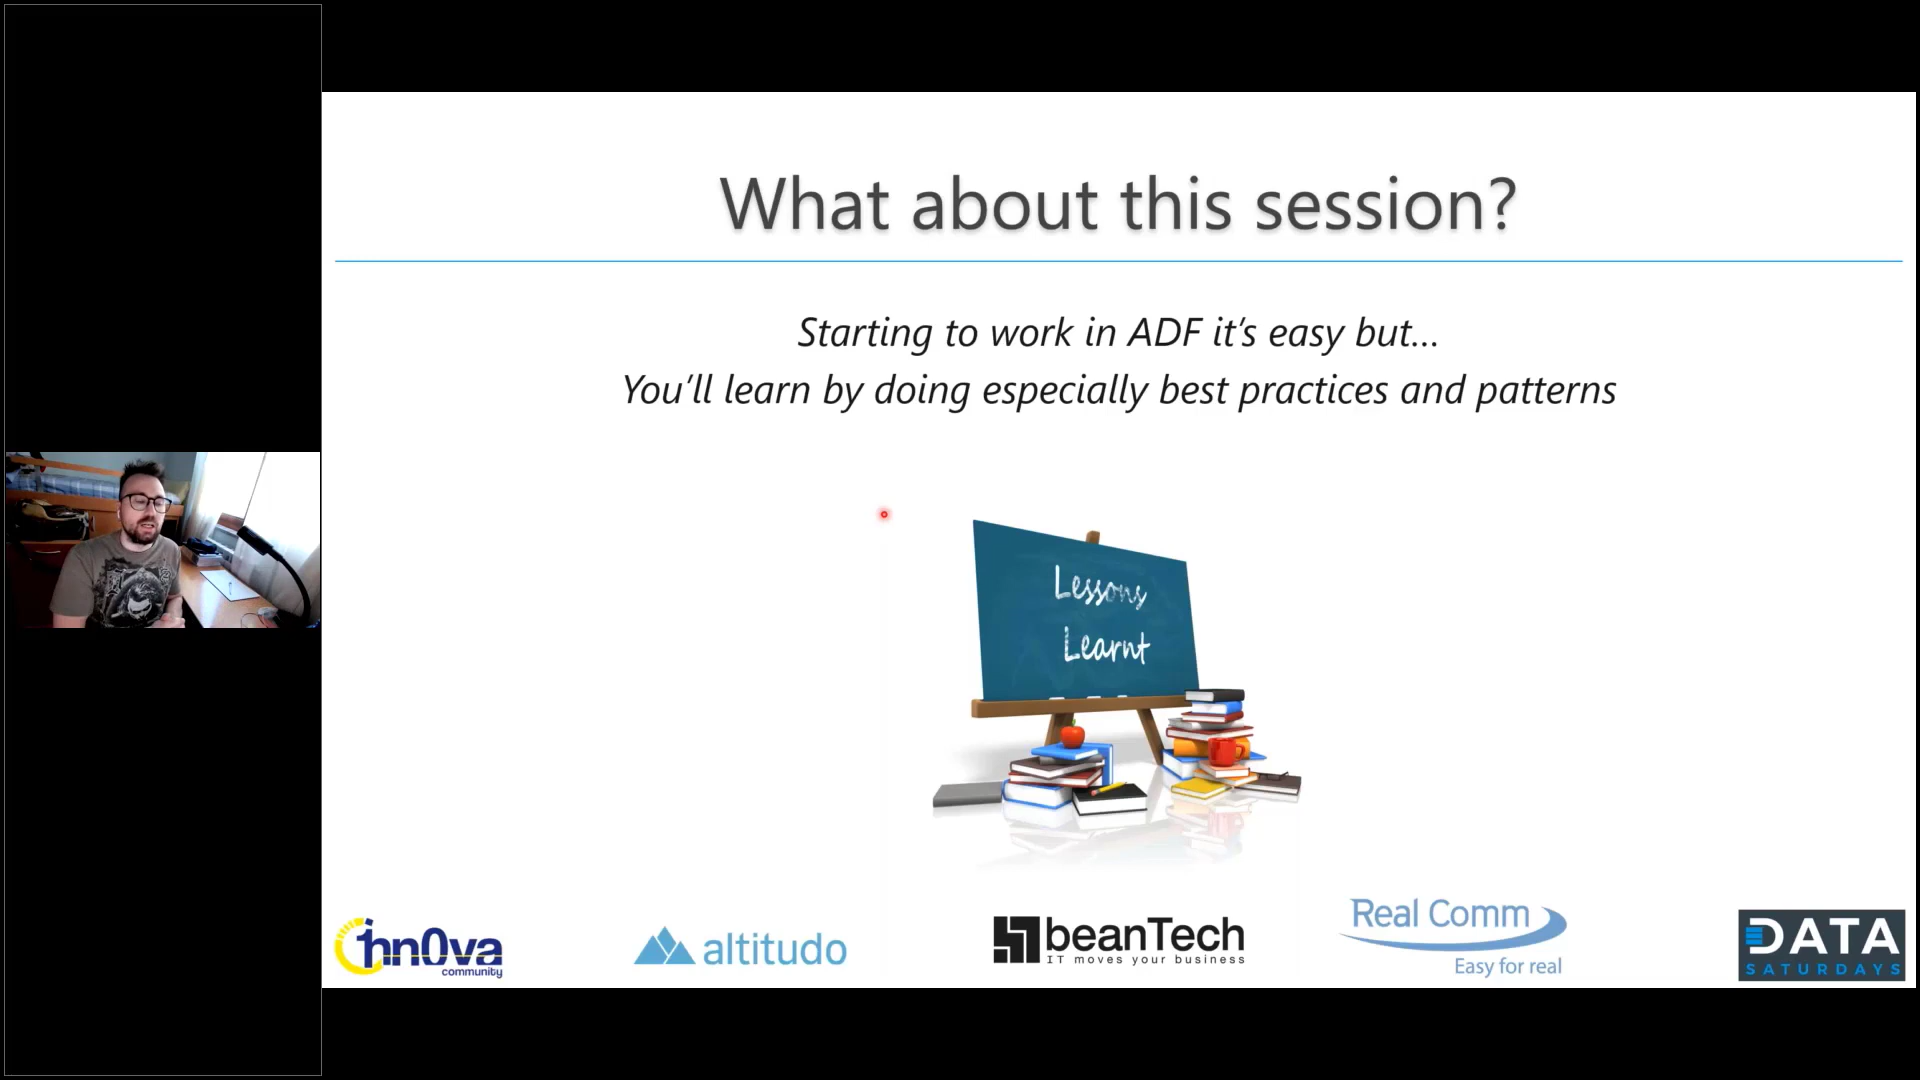 What about this session?
Starting to work in ADF it's easy but...
You'll learn by doing especially best practices and patterns
Lessons
Learnt
1nn0va
community
altitudo
beanTech
IT moves your business
Real Comm
Easy for real
DATA
SATURDAYS